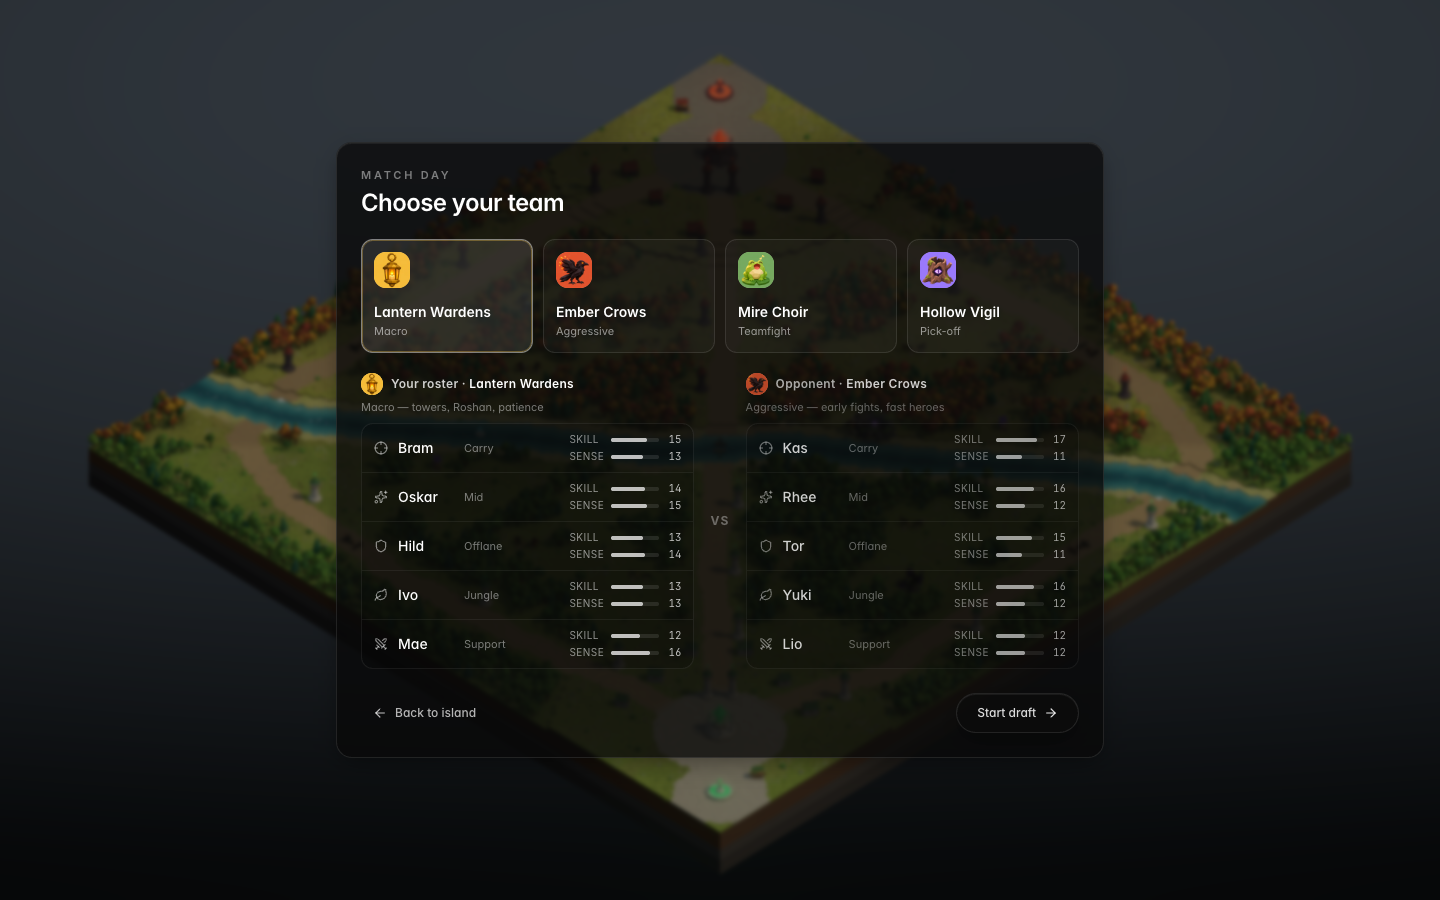 MATCH DAY
Choose your team
Lantern Wardens
Macro
Ember Crows
Aggressive
Mire Choir
Teamfight
Hollow Vigil
Pick-off
Your roster · Lantern Wardens
Macro — towers, Roshan, patience
Bram Carry SKILL 15
SENSE 13
Oskar Mid SKILL 14
SENSE 15
Hild Offlane SKILL 13
SENSE 14
Ivo Jungle SKILL 13
SENSE 13
Mae Support SKILL 12
SENSE 16
VS
Opponent · Ember Crows
Aggressive — early fights, fast heroes
Kas Carry SKILL 17
SENSE 11
Rhee Mid SKILL 16
SENSE 12
Tor Offlane SKILL 15
SENSE 11
Yuki Jungle SKILL 16
SENSE 12
Lio Support SKILL 12
SENSE 12
Back to island
Start draft